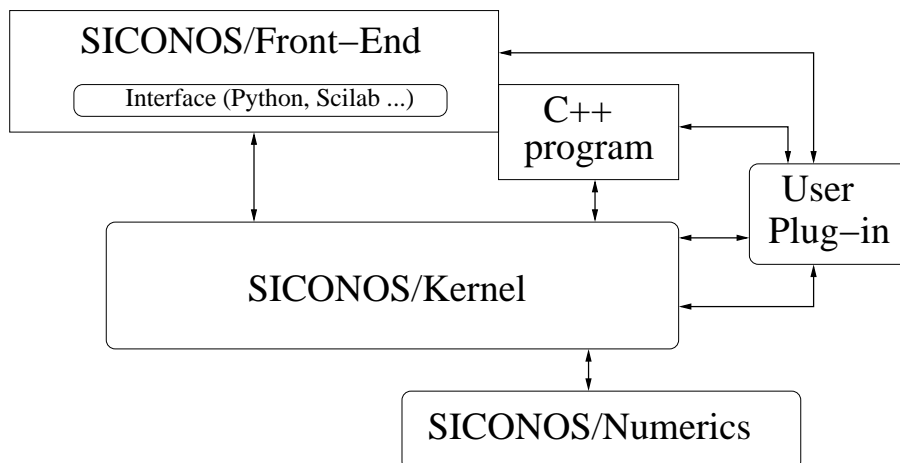 SICONOS/Front−End
Interface (Python, Scilab ...)
C++
program
User
Plug−in
SICONOS/Kernel
SICONOS/Numerics